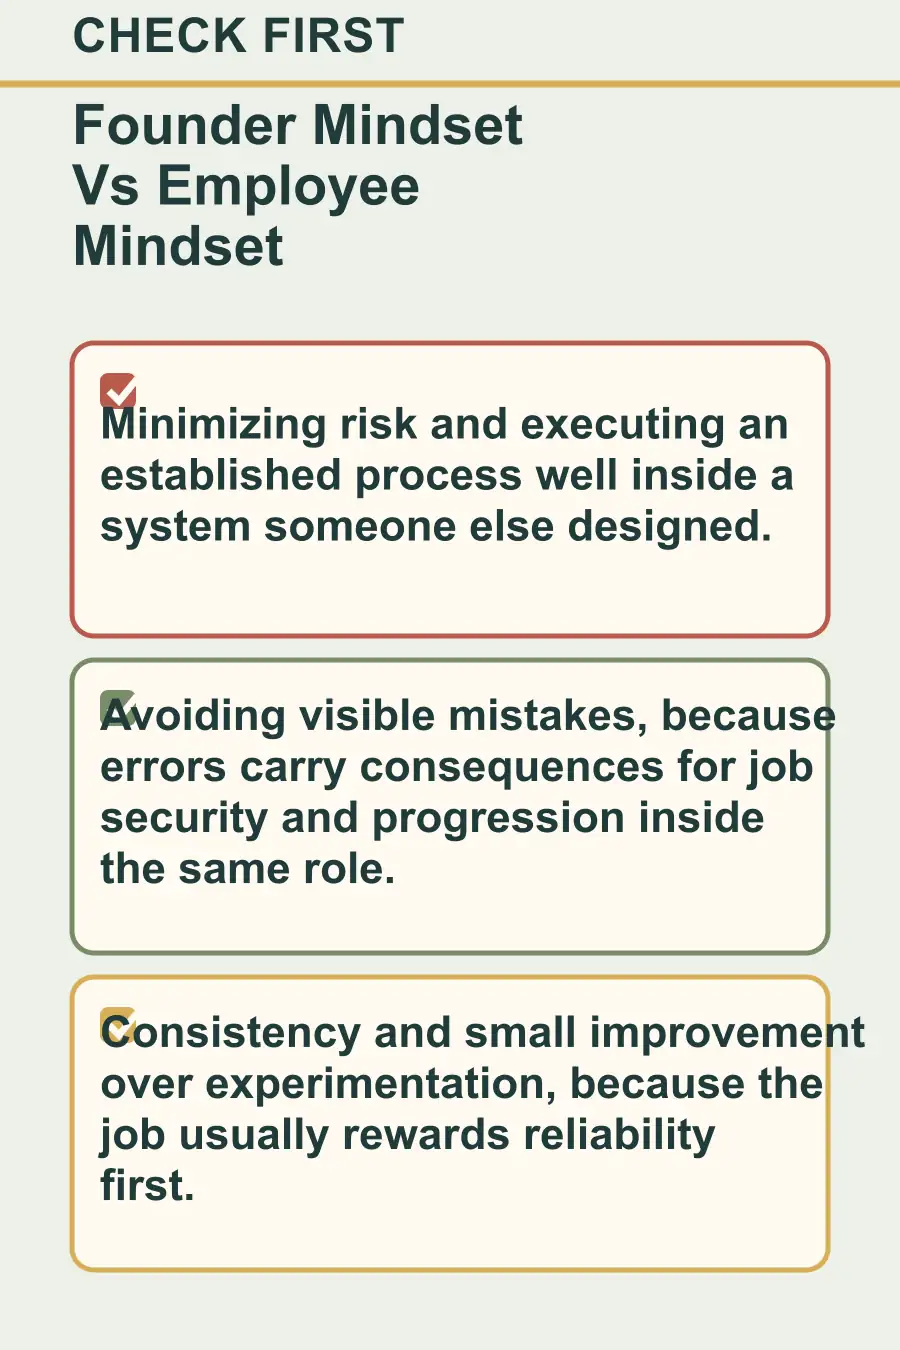 CHECK FIRST
Founder Mindset
Vs Employee
Mindset
Minimizing risk and executing an
established process well inside a
system someone else designed.
Avoiding visible mistakes, because
errors carry consequences for job
security and progression inside
the same role.
Consistency and small improvement
over experimentation, because the
job usually rewards reliability
first.